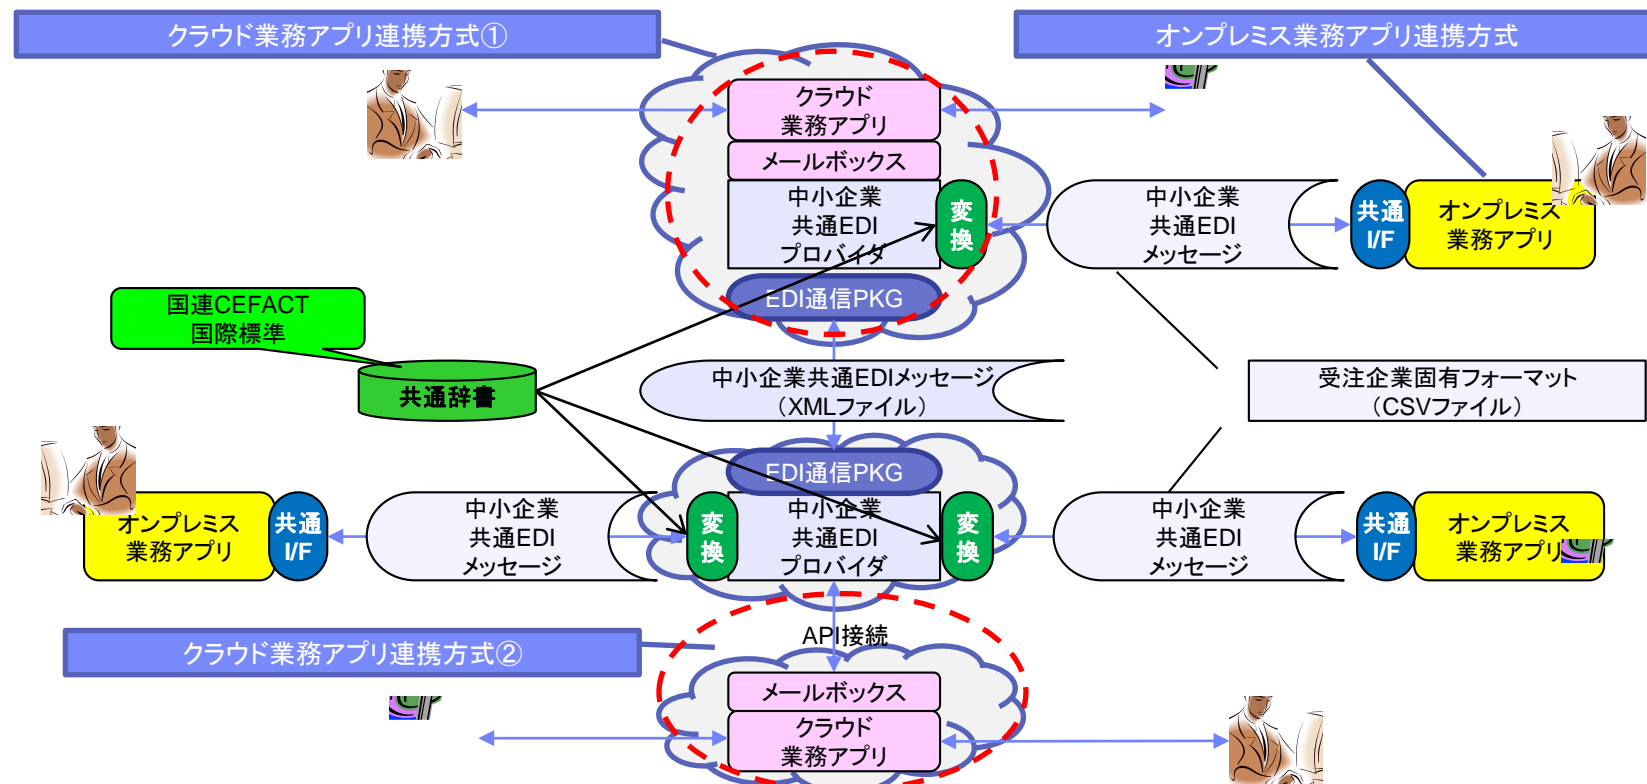 クラウド業務アプリ連携方式①
オンプレミス業務アプリ連携方式
クラウド
業務アプリ
メールボックス
中小企業
共通EDI
プロバイダ
変
換
中小企業
共通EDI
メッセージ
共通
I/F
オンプレミス
業務アプリ
EDI通信PKG
国連CEFACT
国際標準
共通辞書
中小企業共通EDIメッセージ
（XMLファイル）
受注企業固有フォーマット
（CSVファイル）
EDI通信PKG
オンプレミス
業務アプリ
共通
I/F
中小企業
共通EDI
メッセージ
変
換
中小企業
共通EDI
プロバイダ
変
換
中小企業
共通EDI
メッセージ
共通
I/F
オンプレミス
業務アプリ
API接続
クラウド業務アプリ連携方式②
メールボックス
クラウド
業務アプリ